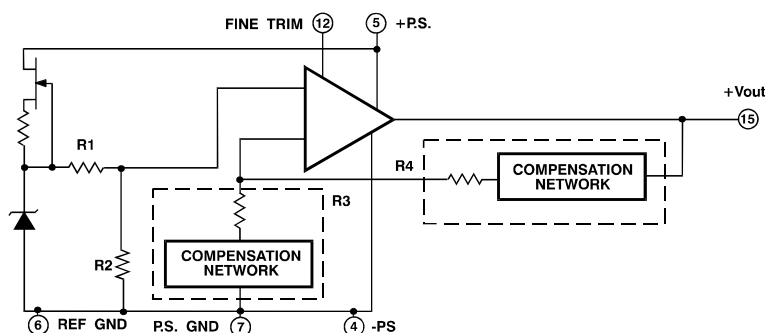 FINE TRIM 12 5 +P.S.
+Vout
15
R1
R4
COMPENSATION
NETWORK
R3
R2
COMPENSATION
NETWORK
6 REF GND P.S. GND 7 4 -PS